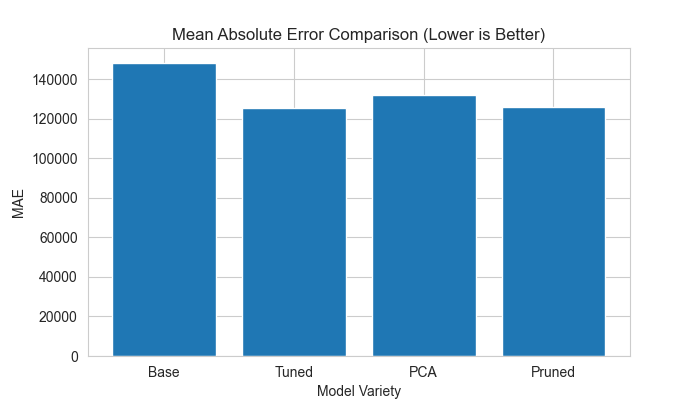 Mean Absolute Error Comparison (Lower is Better)
140000
120000
100000
80000
60000
40000
20000
0
MAE
Base Tuned PCA Pruned
Model Variety